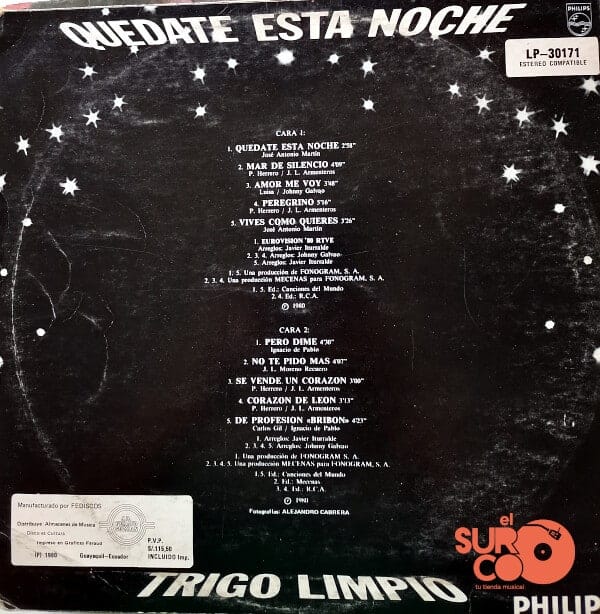 QUEDATE ESTA NOCHE
PHILIPS
LP-30171
ESTEREO COMPATIBLE
CARA 1:
1. QUEDATE ESTA NOCHE 2'58"
José Antonio Martín
2. MAR DE SILENCIO 4'09"
P. Herrero / J. L. Armenteros
3. AMOR ME VOY 3'48"
Luisa / Johnny Galvao
4. PEREGRINO 5'16"
P. Herrero / J. L. Armenteros
5. VIVES COMO QUIERES 3'26"
José Antonio Martín
1. EUROVISION '80 RTVE
Arreglos: Javier Iturralde
2. 3. 4. Arreglos: Johnny Galvao
5. Arreglos: Javier Iturralde
1. 5. Una producción de FONOGRAM, S. A.
2. 3. 4. Una producción MECENAS para FONOGRAM, S. A.
1. 5. Ed.: Canciones del Mundo
2. 4. Ed.: R.C.A.
Ⓟ 1980
CARA 2:
1. PERO DIME 4'30"
Ignacio de Pablo
2. NO TE PIDO MAS 4'07"
J. L. Moreno Recuero
3. SE VENDE UN CORAZON 3'00"
P. Herrero / J. L. Armenteros
4. CORAZON DE LEON 3'13"
P. Herrero / J. L. Armenteros
5. DE PROFESION «BRIBON» 4'23"
Carlos Gil / Ignacio de Pablo
1. Arreglos: Javier Iturralde
2. 3. 4. 5. Arreglos: Johnny Galvao
1. Una producción de FONOGRAM, S. A.
2. 3. 4. 5. Una producción MECENAS para FONOGRAM, S. A.
1. 5. Ed.: Canciones del Mundo
2. Ed.: Mecenas
3. 4. Ed.: R.C.A.
Ⓟ 1980
Fotografías: ALEJANDRO CABRERA
Manufacturado por FEDISCOS
Distribuye Almacenes de Musica
Disco es Cultura
Impreso en Graficas Feraud
(P) 1980 Guayaquil-Ecuador
P.V.P.
S/.115,50
INCLUIDO Imp.
el
SURCO
tu tienda musical
TRIGO LIMPIO
PHILIP